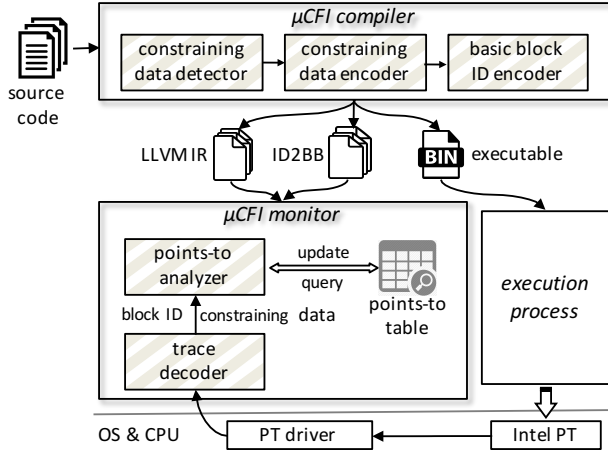 µCFI compiler
constraining
data detector
constraining
data encoder
basic block
ID encoder
source
code
LLVM IR
ID2BB
BIN
executable
µCFI monitor
points-to
analyzer
update
query
points-to
table
block ID constraining data
trace
decoder
execution
process
OS & CPU
PT driver
Intel PT